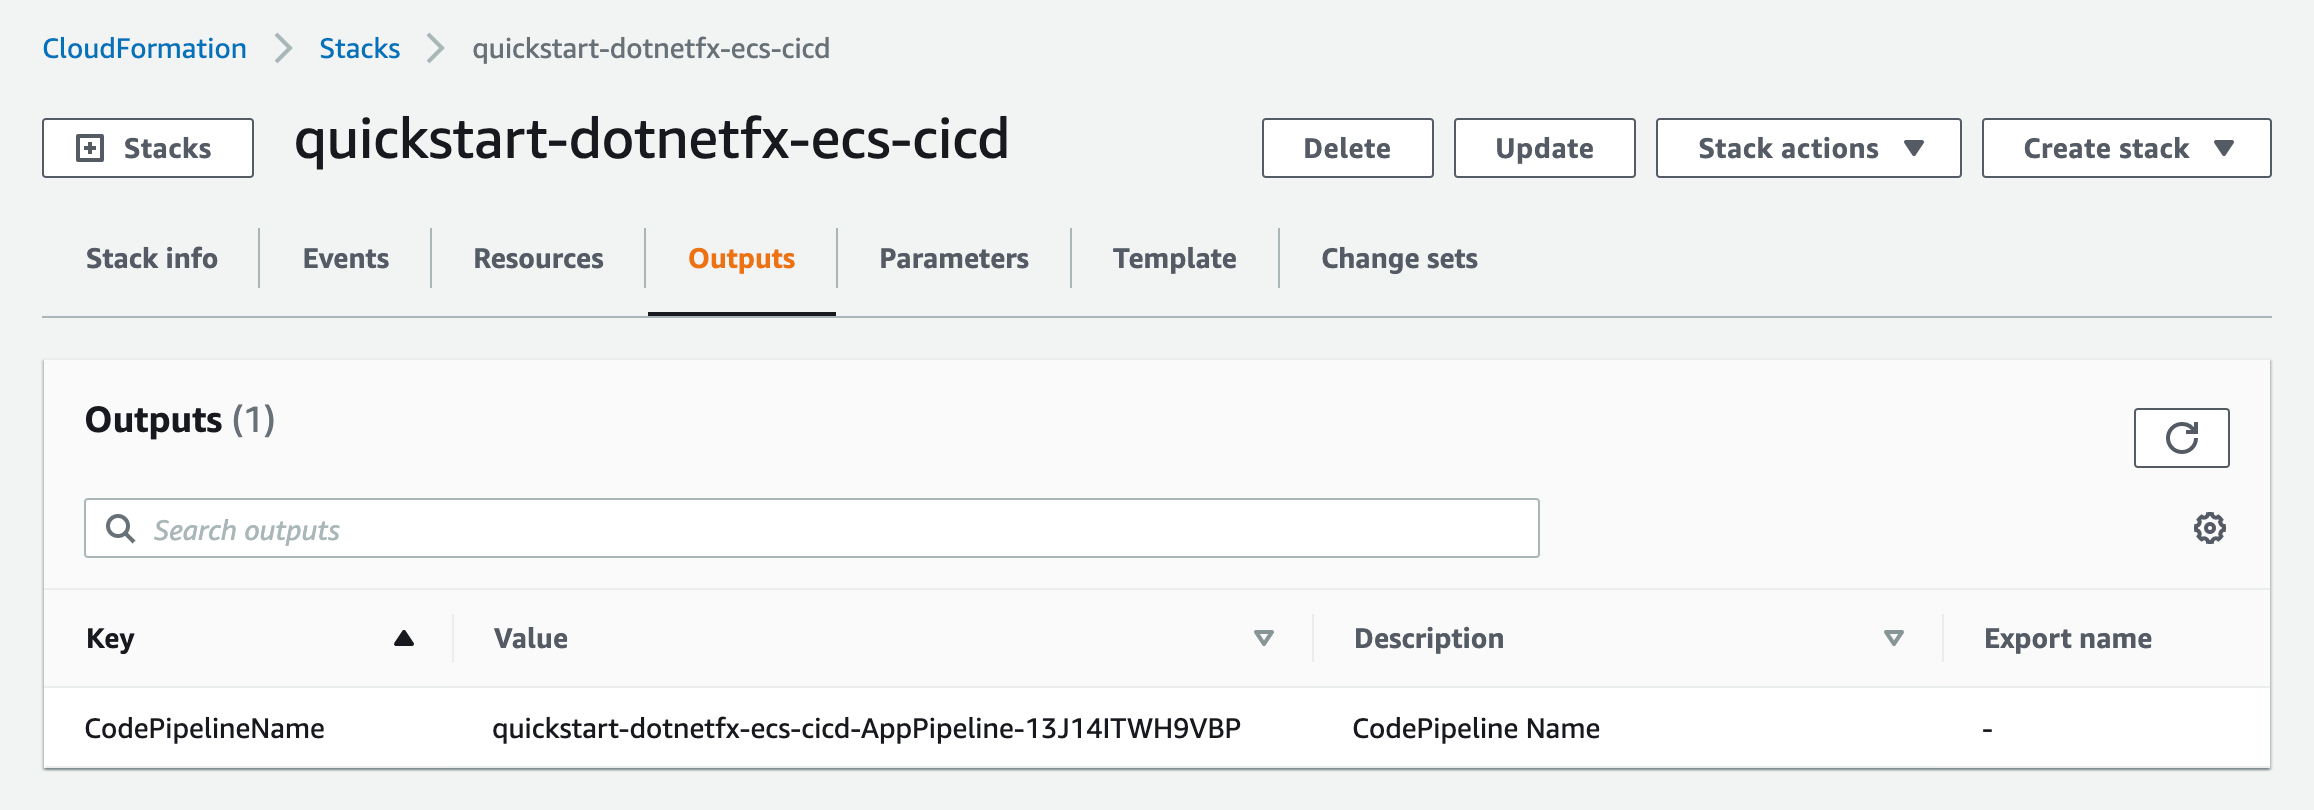 CloudFormation Stacks quickstart-dotnetfx-ecs-cicd
Stacks quickstart-dotnetfx-ecs-cicd Delete Update Stack actions Create stack
Stack info Events Resources Outputs Parameters Template Change sets
Outputs (1)
Search outputs
Key Value Description Export name
CodePipelineName quickstart-dotnetfx-ecs-cicd-AppPipeline-13J14ITWH9VBP CodePipeline Name -